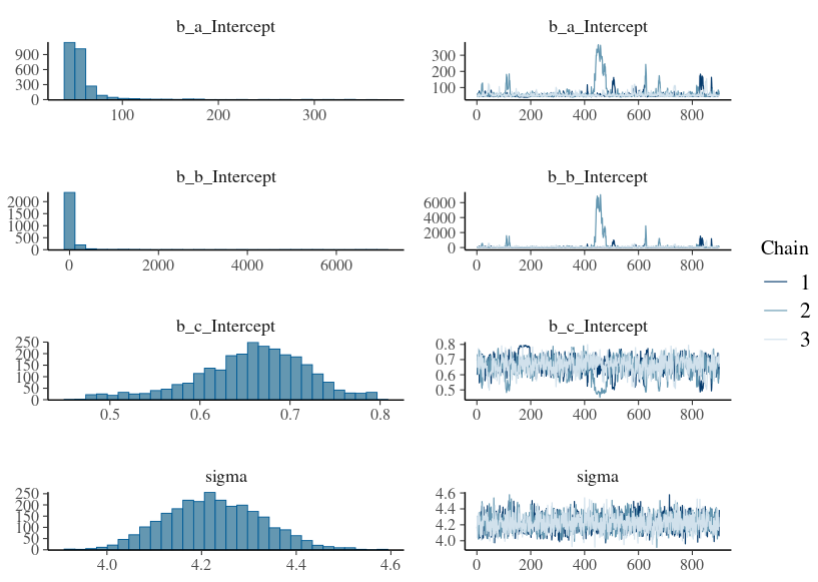 b_a_Intercept
900
600
300
0
100 200 300
b_a_Intercept
300
200
100
0 200 400 600 800
b_b_Intercept
2000
1500
1000
500
0
0 2000 4000 6000
b_b_Intercept
6000
4000
2000
0
0 200 400 600 800
b_c_Intercept
250
200
150
100
50
0
0.5 0.6 0.7 0.8
b_c_Intercept
0.8
0.7
0.6
0.5
0 200 400 600 800
sigma
250
200
150
100
50
0
4.0 4.2 4.4 4.6
sigma
4.6
4.4
4.2
4.0
0 200 400 600 800
Chain
1
2
3